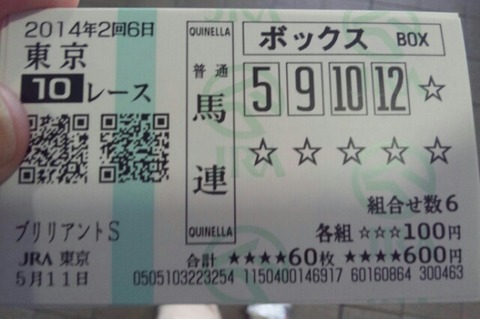 2014年2回6日
東京
10レース
ブリリアントS
JRA 東京
5月11日
QUINELLA
普通
馬連
QUINELLA
ボックス BOX
5 9 10 12 ☆
☆ ☆ ☆ ☆ ☆
組合せ数6
各組 ☆☆☆100円
合計 ★★★★60枚 ★★★★600円
0505103223254 1150400146917 60160864 300463
JRA